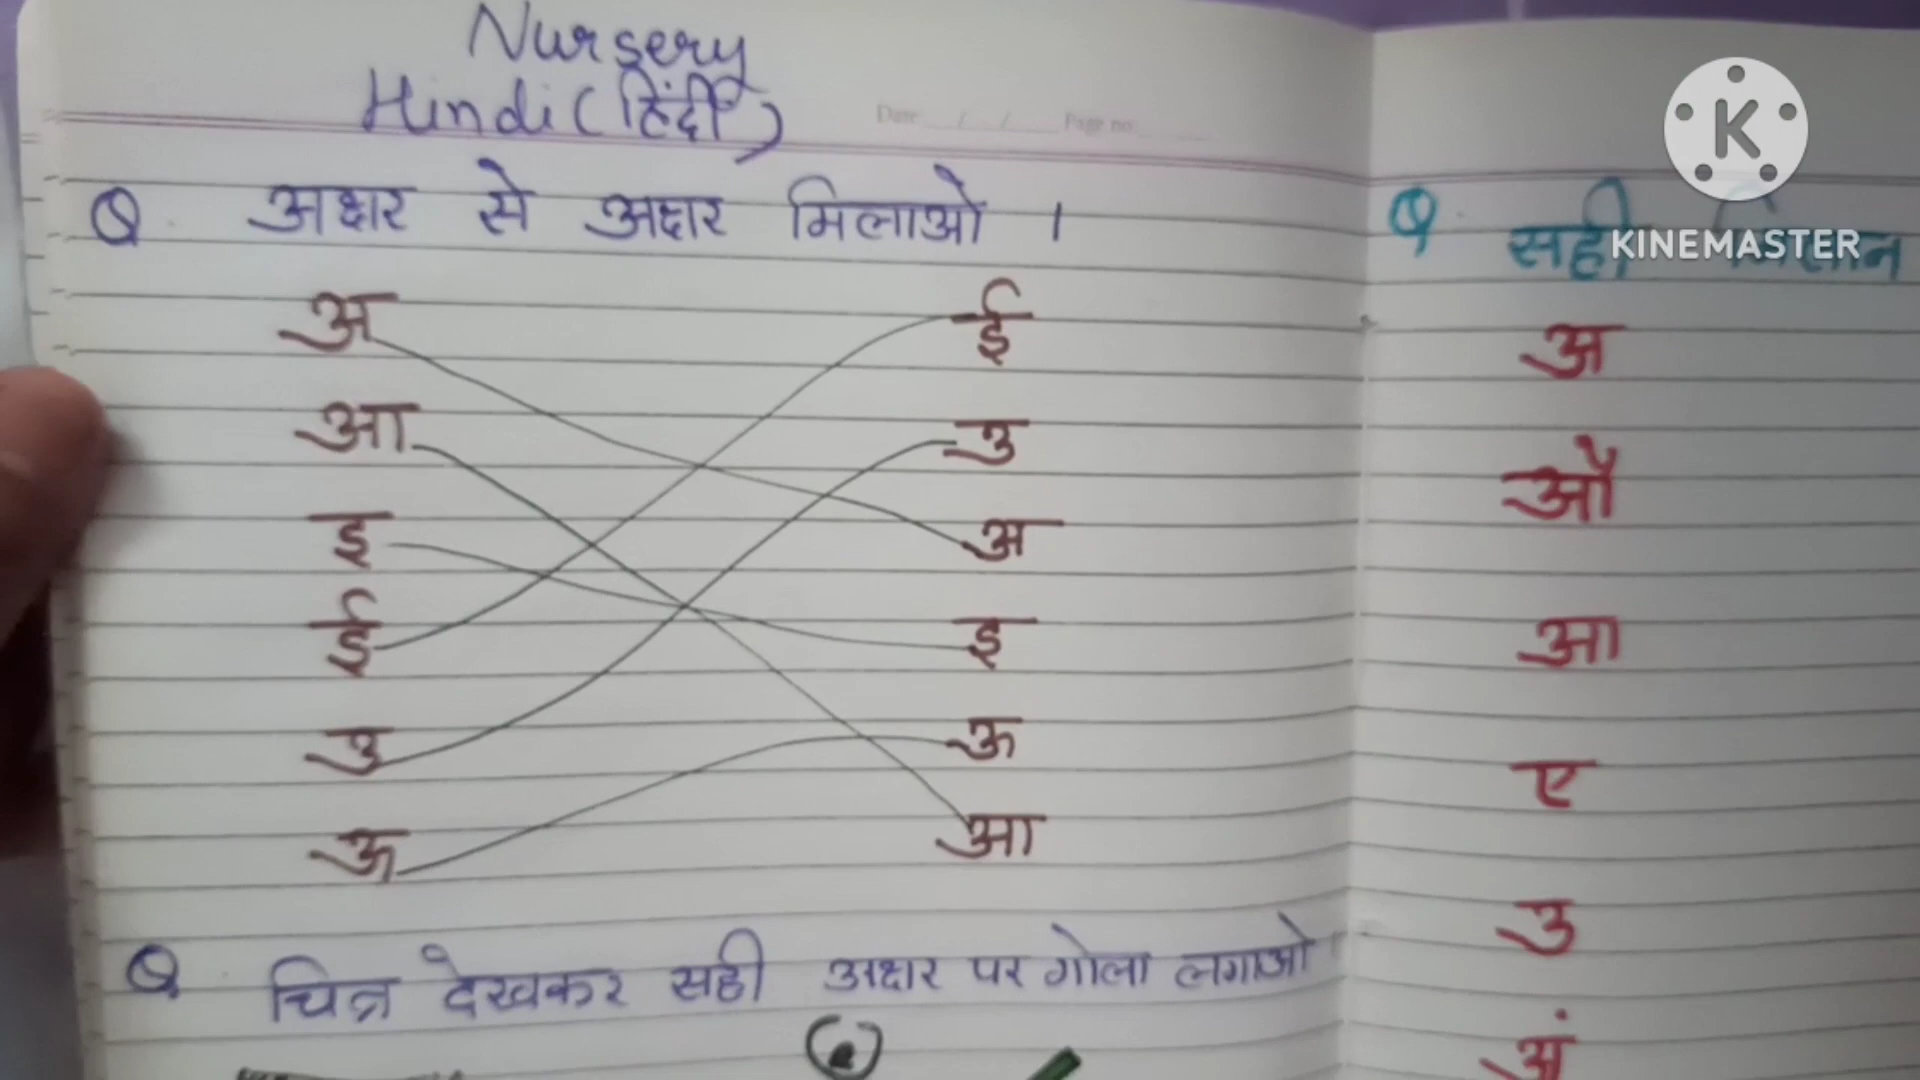 Nursery
Hindi (हिंदी)
Date / / Page no:
Q. अक्षर से अक्षर मिलाओ ।
अ ई
आ उ
इ अ
ई इ
उ ऊ
ऊ आ
Q. चित्र देखकर सही अक्षर पर गोला लगाओ
K
KINEMASTER
Q. सही
अ
औ
आ
ए
उ
अं